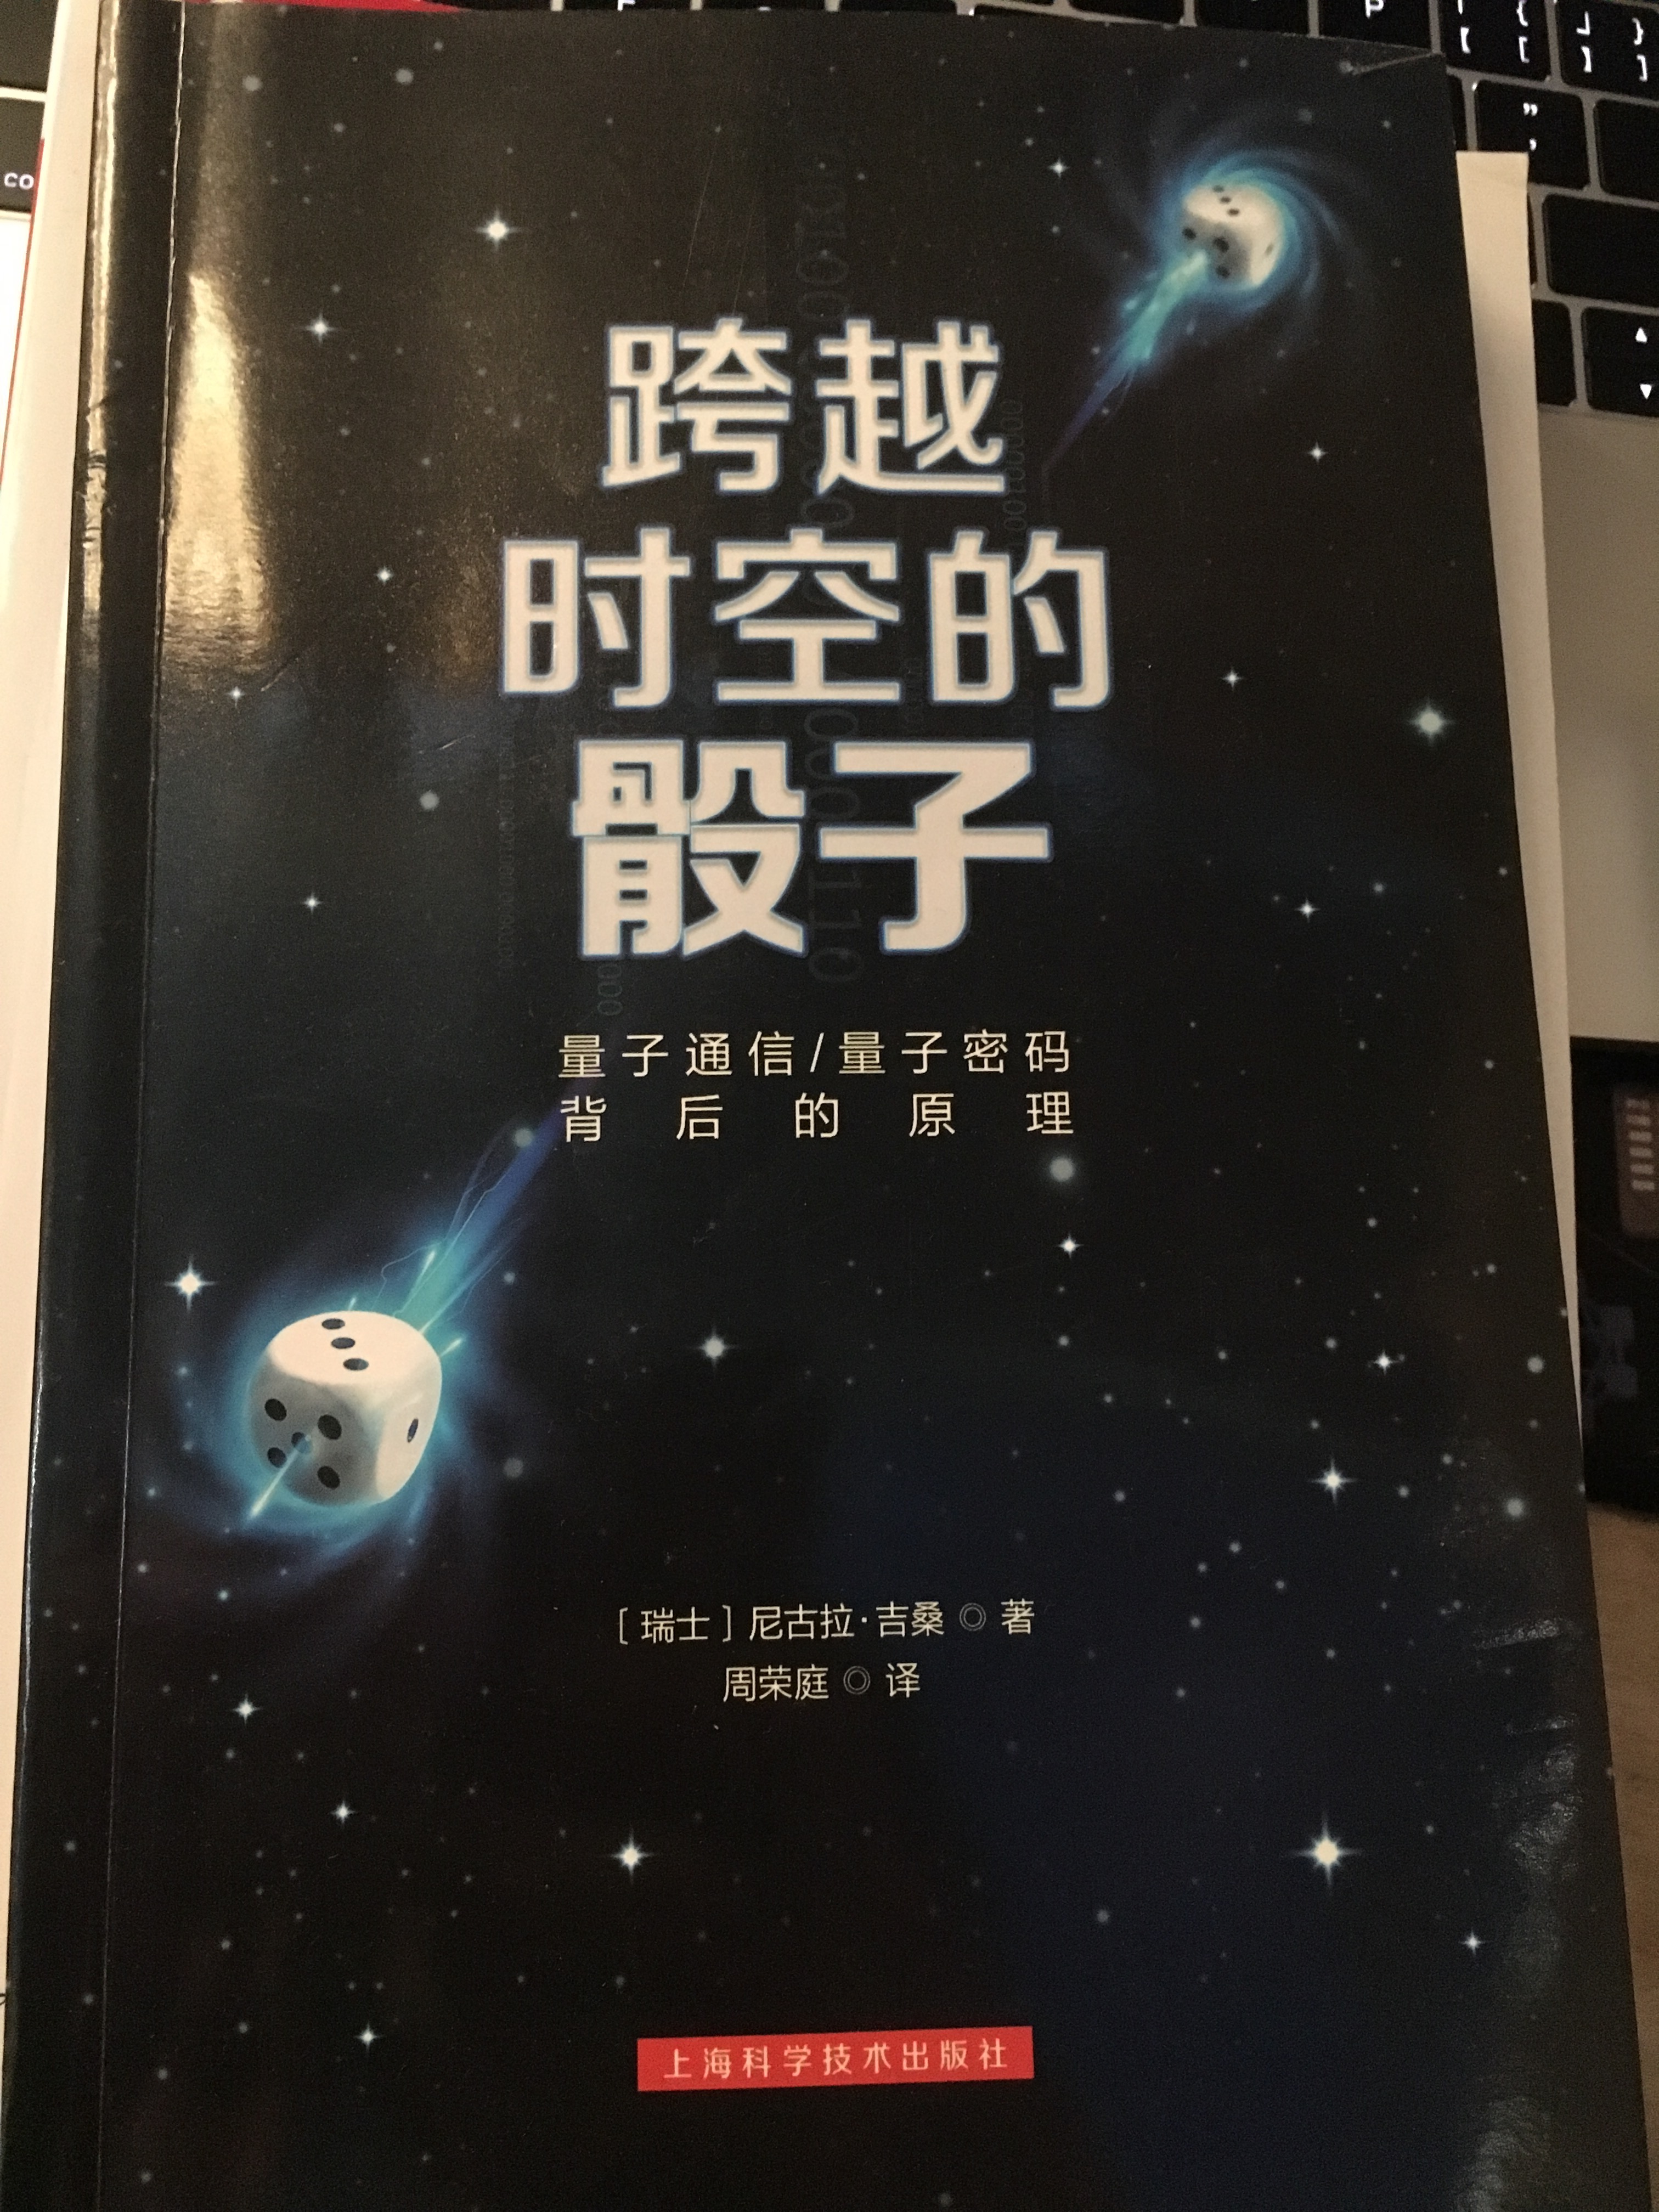 跨越
时空的
骰子
量子通信/量子密码
背后的原理
[瑞士]尼古拉·吉桑◎著
周荣庭◎译
上海科学技术出版社